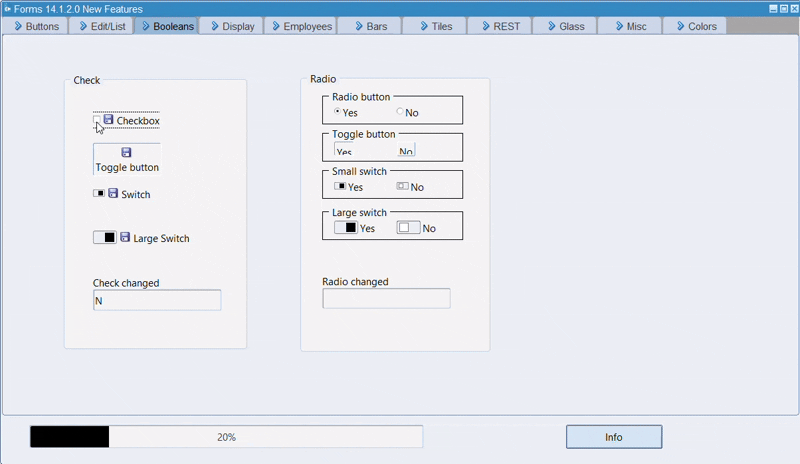 Forms 14.1.2.0 New Features
Buttons Edit/List Booleans Display Employees Bars Tiles REST Glass Misc Colors
Check
Checkbox
Toggle button
Switch
Large Switch
Check changed
N
Radio
Radio button
Yes No
Toggle button
Yes No
Small switch
Yes No
Large switch
Yes No
Radio changed
20%
Info